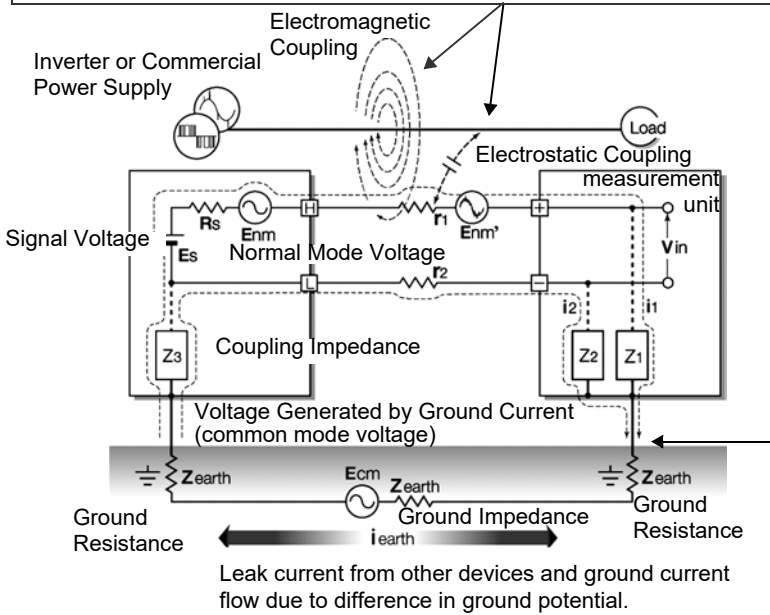 Electromagnetic
Coupling
Inverter or Commercial
Power Supply
Load
Electrostatic Coupling
measurement
unit
H
+
Rs
Enm
r1
Enm'
Signal Voltage
Es
Normal Mode Voltage
Vin
r2
L
−
i2
i1
Z3
Coupling Impedance
Z2
Z1
Voltage Generated by Ground Current
(common mode voltage)
Zearth
Ecm
Zearth
Zearth
Ground
Resistance
Ground Impedance
Ground
Resistance
iearth
Leak current from other devices and ground current
flow due to difference in ground potential.